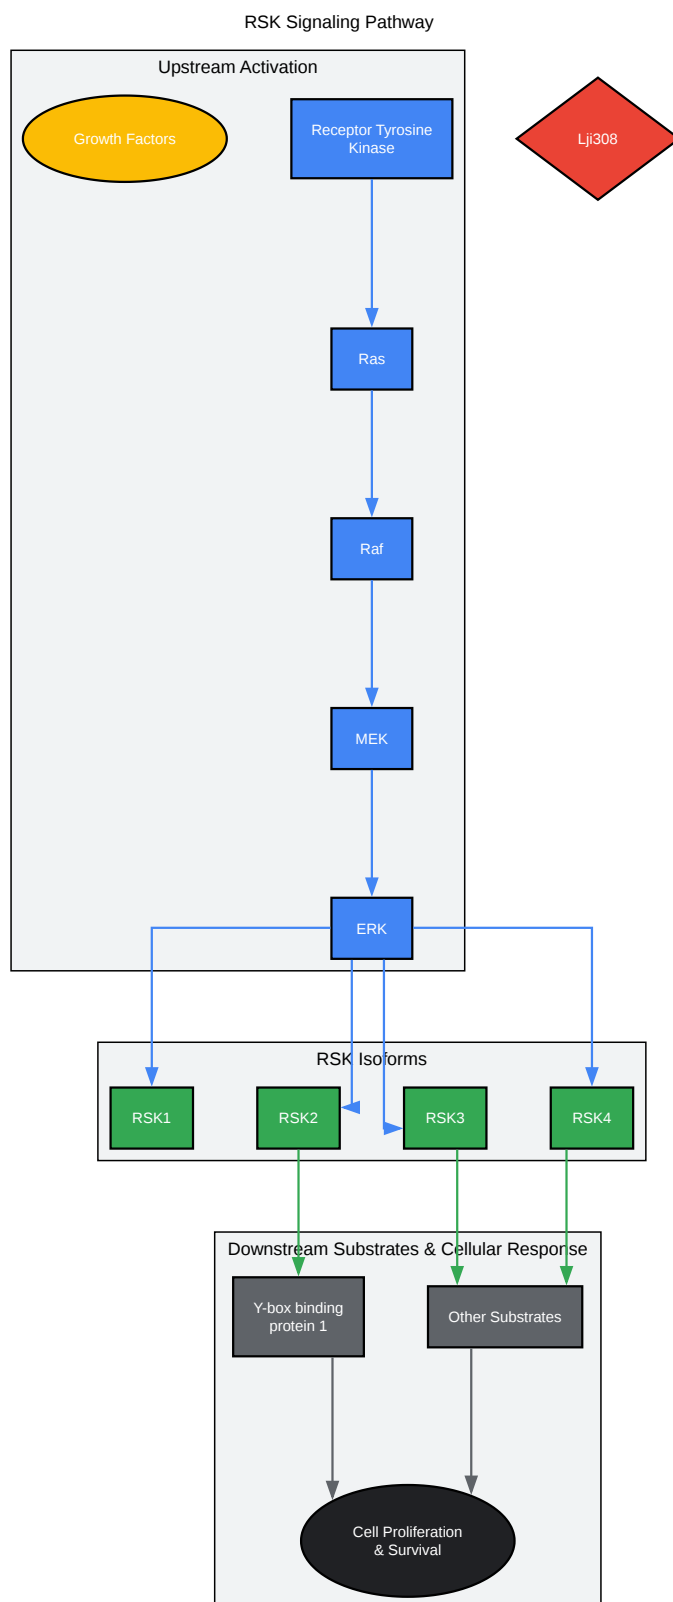 RSK Signaling Pathway
Upstream Activation
Growth Factors
Receptor Tyrosine
Kinase
Lji308
Ras
Raf
MEK
ERK
RSK Isoforms
RSK1
RSK2
RSK3
RSK4
Downstream Substrates & Cellular Response
Y-box binding
protein 1
Other Substrates
Cell Proliferation
& Survival